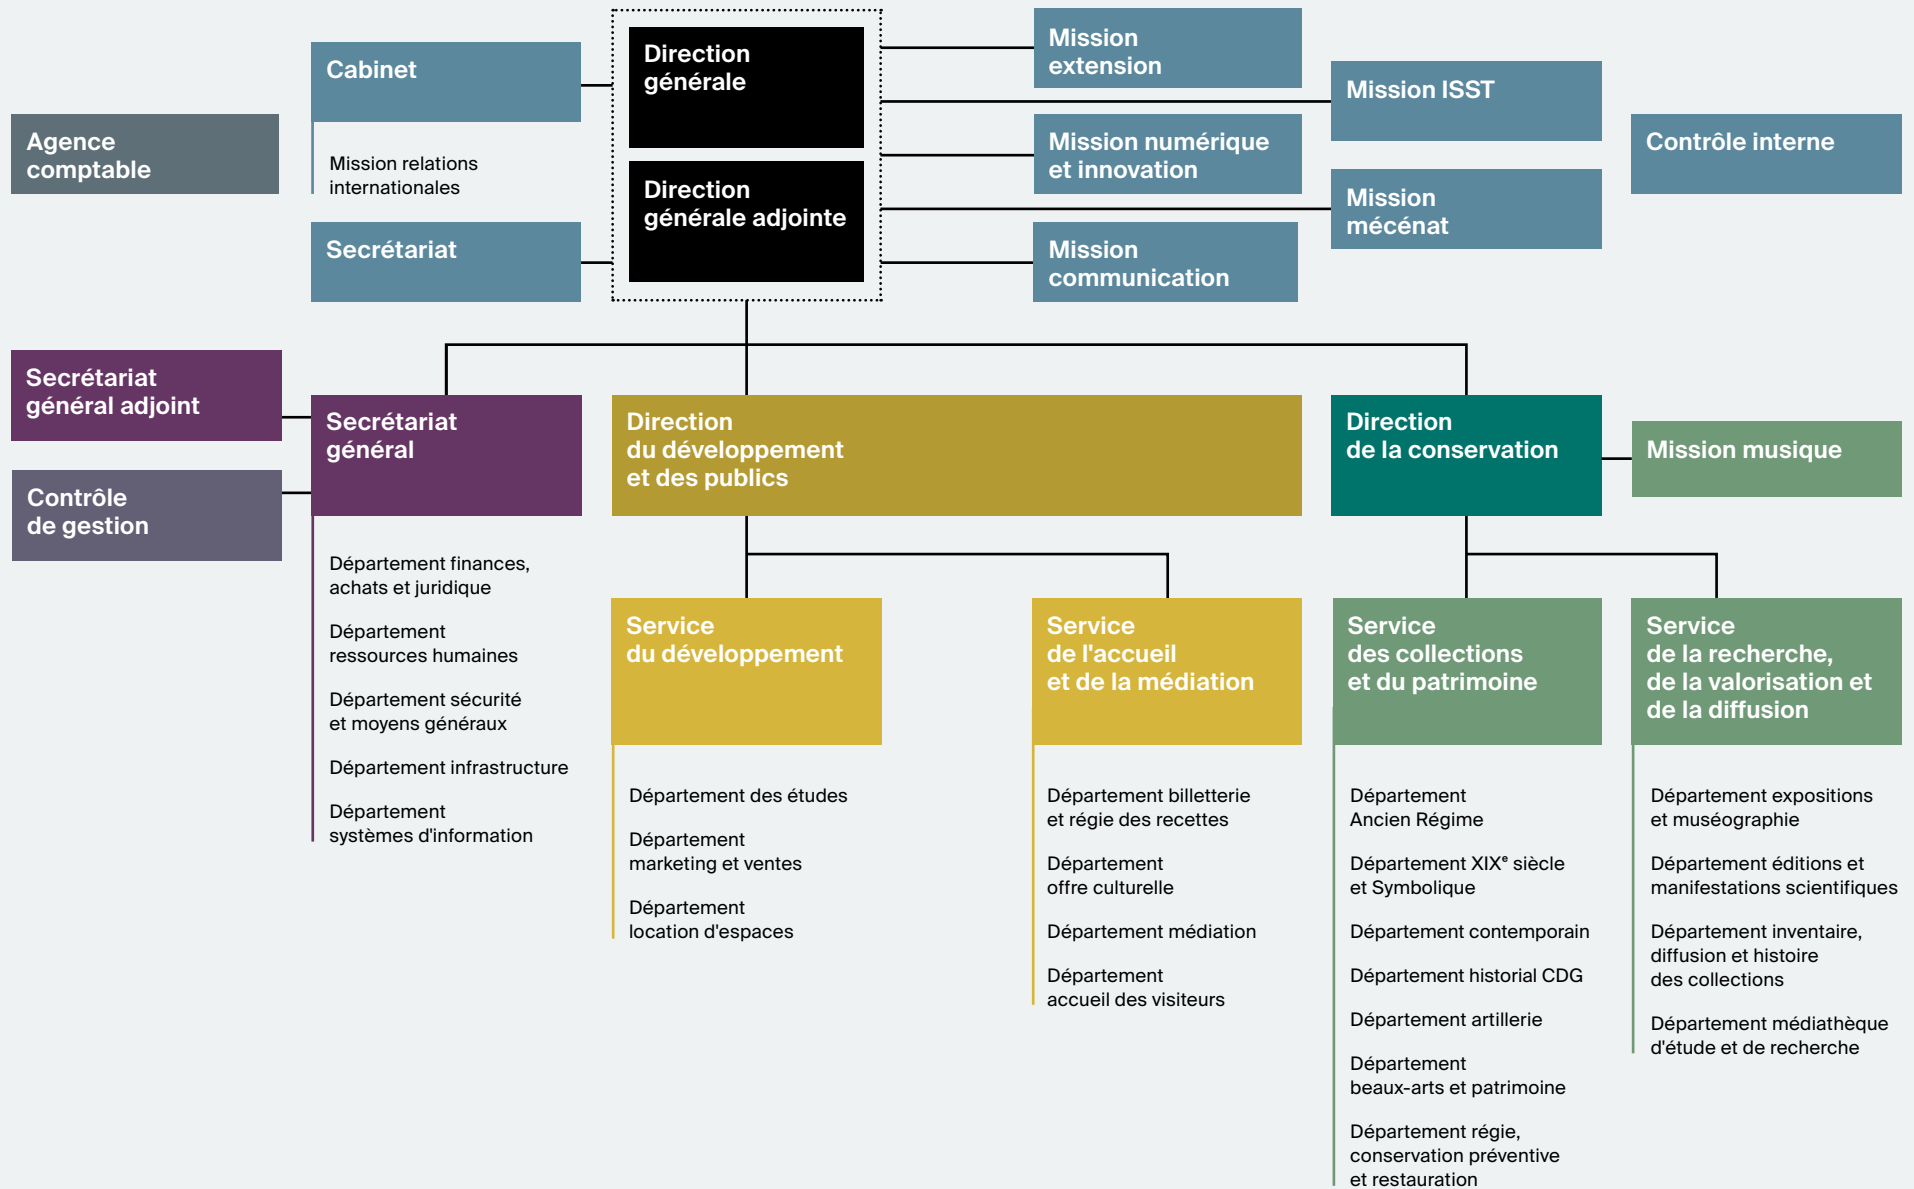 Agence
comptable
Cabinet
Mission relations
internationales
Secrétariat
Direction
générale
Direction
générale adjointe
Mission
extension
Mission numérique
et innovation
Mission
communication
Mission ISST
Mission
mécénat
Contrôle interne
Secrétariat
général adjoint
Contrôle
de gestion
Secrétariat
général
Département finances,
achats et juridique
Département
ressources humaines
Département sécurité
et moyens généraux
Département infrastructure
Département
systèmes d'information
Direction
du développement
et des publics
Service
du développement
Département des études
Département
marketing et ventes
Département
location d'espaces
Service
de l'accueil
et de la médiation
Département billetterie
et régie des recettes
Département
offre culturelle
Département médiation
Département
accueil des visiteurs
Direction
de la conservation
Mission musique
Service
des collections
et du patrimoine
Département
Ancien Régime
Département XIXᵉ siècle
et Symbolique
Département contemporain
Département historial CDG
Département artillerie
Département
beaux-arts et patrimoine
Département régie,
conservation préventive
et restauration
Service
de la recherche,
de la valorisation et
de la diffusion
Département expositions
et muséographie
Département éditions et
manifestations scientifiques
Département inventaire,
diffusion et histoire
des collections
Département médiathèque
d'étude et de recherche